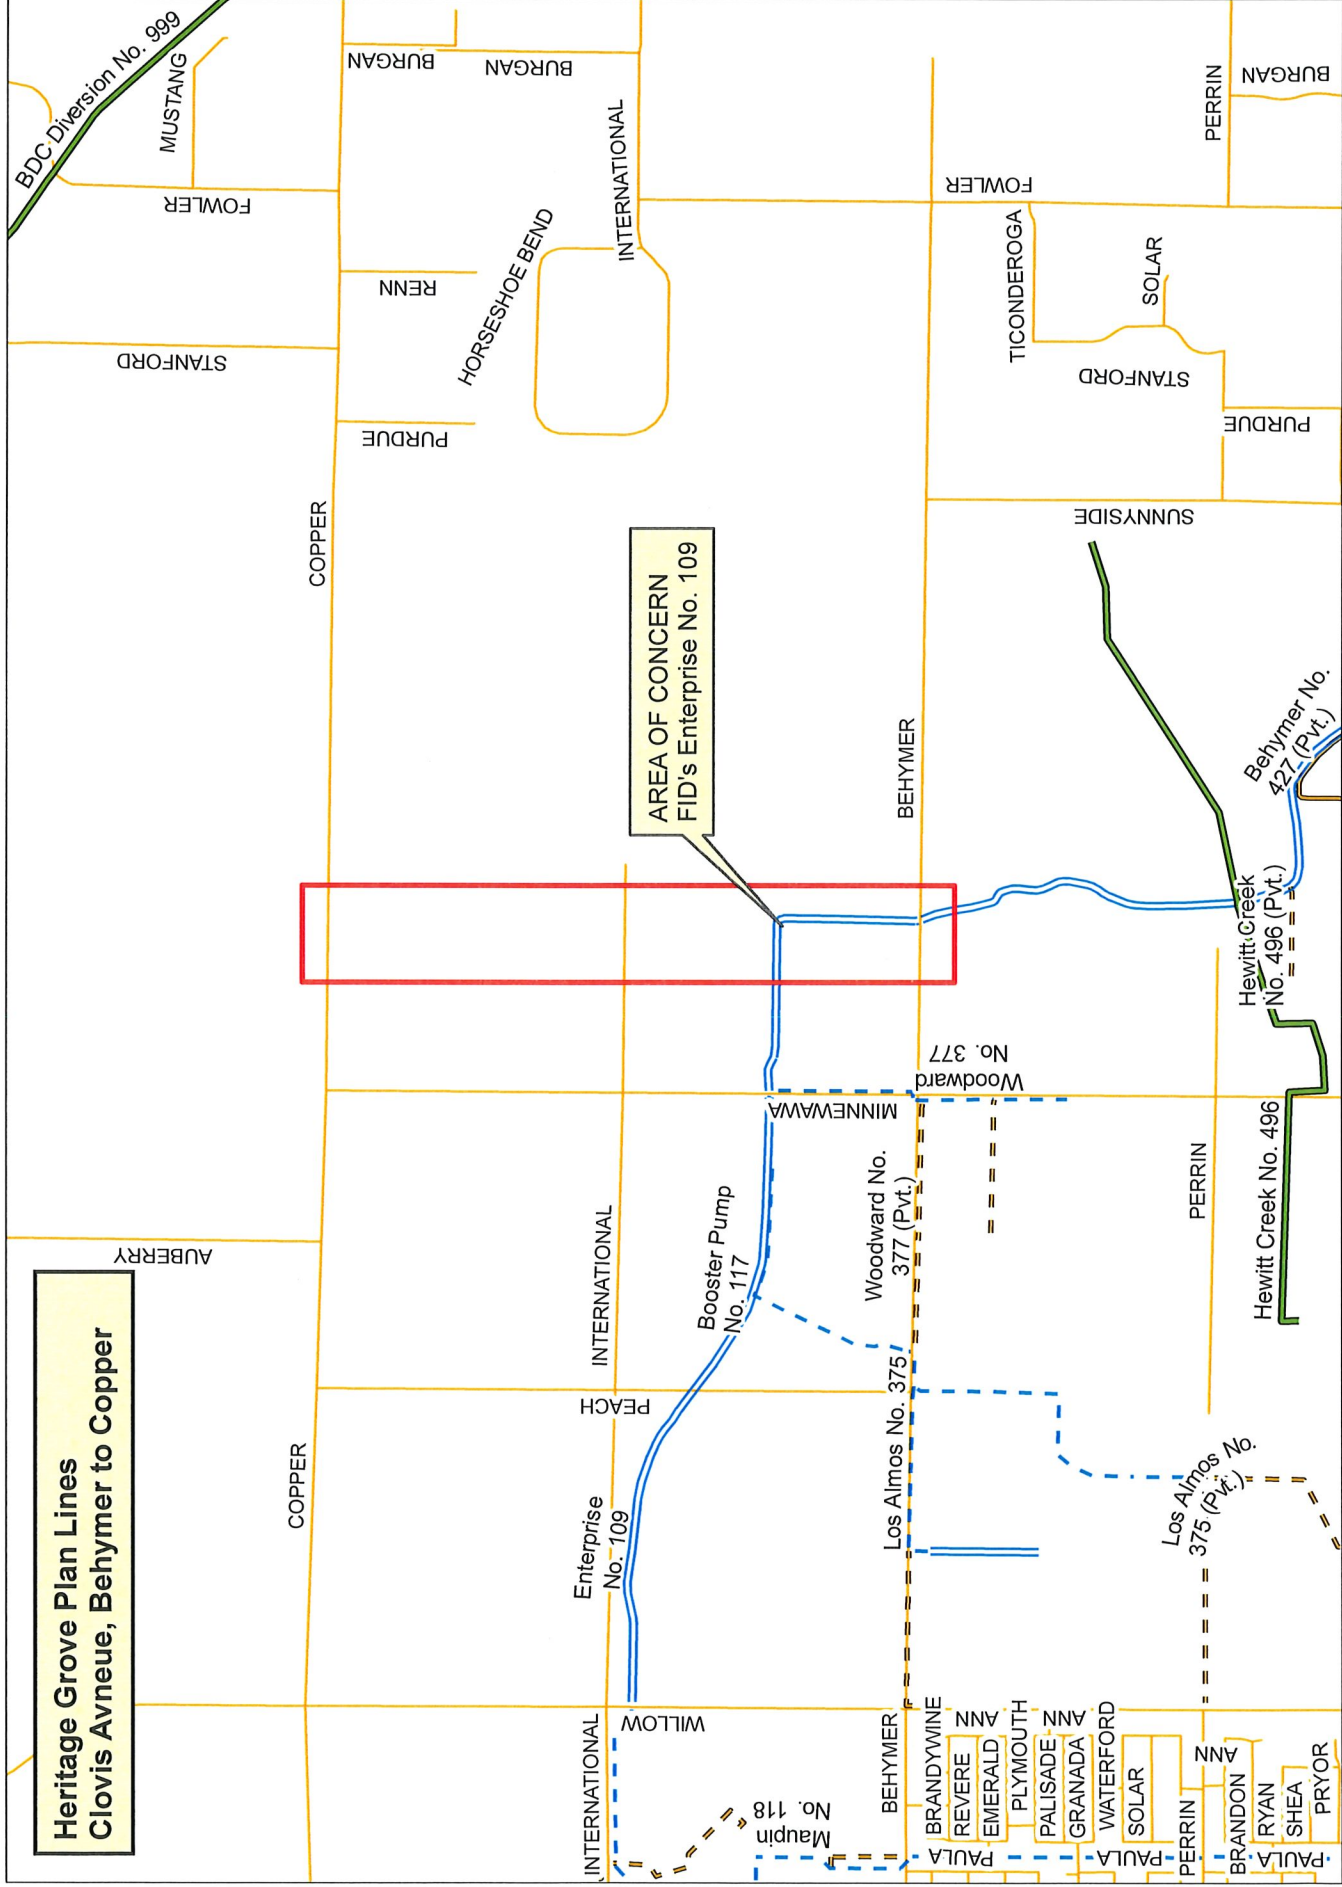 Heritage Grove Plan Lines
Clovis Avneue, Behymer to Copper
AUBERRY
STANFORD
FOWLER
MUSTANG
BDC Diversion No. 999
COPPER
COPPER
PURDUE
RENN
BURGAN
BURGAN
HORSESHOE BEND
INTERNATIONAL
INTERNATIONAL
INTERNATIONAL
Enterprise
No. 109
PEACH
Booster Pump
No. 117
AREA OF CONCERN
FID's Enterprise No. 109
WILLOW
MINNEWAWA
Maupin
No. 118
BEHYMER
BEHYMER
Los Almos No. 375
Woodward No.
377 (Pvt.)
Woodward
No. 377
FOWLER
SUNNYSIDE
TICONDEROGA
STANFORD
SOLAR
PURDUE
PERRIN
BURGAN
BRANDYWINE
REVERE
EMERALD
PLYMOUTH
PALISADE
GRANADA
WATERFORD
SOLAR
PERRIN
BRANDON
RYAN
SHEA
PRYOR
ANN
ANN
ANN
PAULA
PAULA
PAULA
Los Almos No.
375 (Pvt.)
PERRIN
Hewitt Creek No. 496
Hewitt Creek
No. 496 (Pvt.)
Behymer No.
427 (Pvt.)